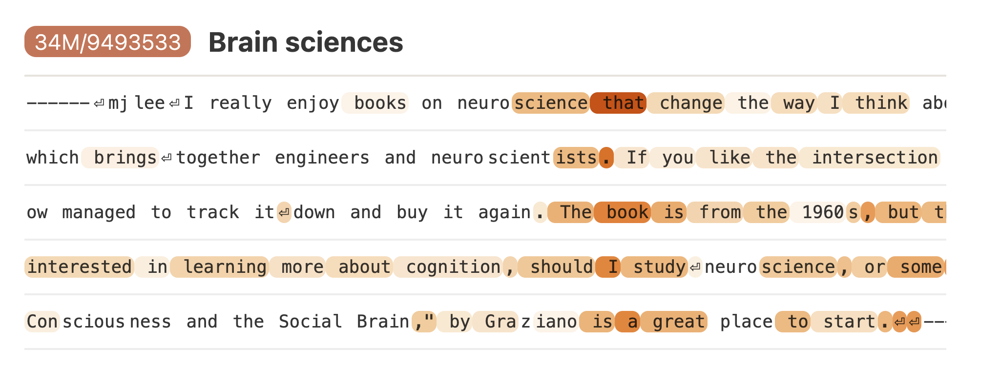 34M/9493533 Brain sciences
------⏎mjlee⏎I really enjoy books on neuroscience that change the way I think
which brings⏎together engineers and neuroscientists. If you like the intersection
ow managed to track it⏎down and buy it again. The book is from the 1960s, but
interested in learning more about cognition, should I study⏎neuroscience, or some
Consciousness and the Social Brain," by Graziano is a great place to start.⏎⏎---